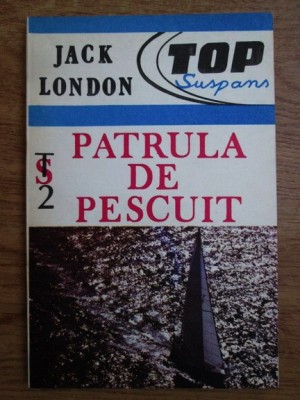 JACK
LONDON
TOP
Suspans
PATRULA
DE
PESCUIT
TS
2